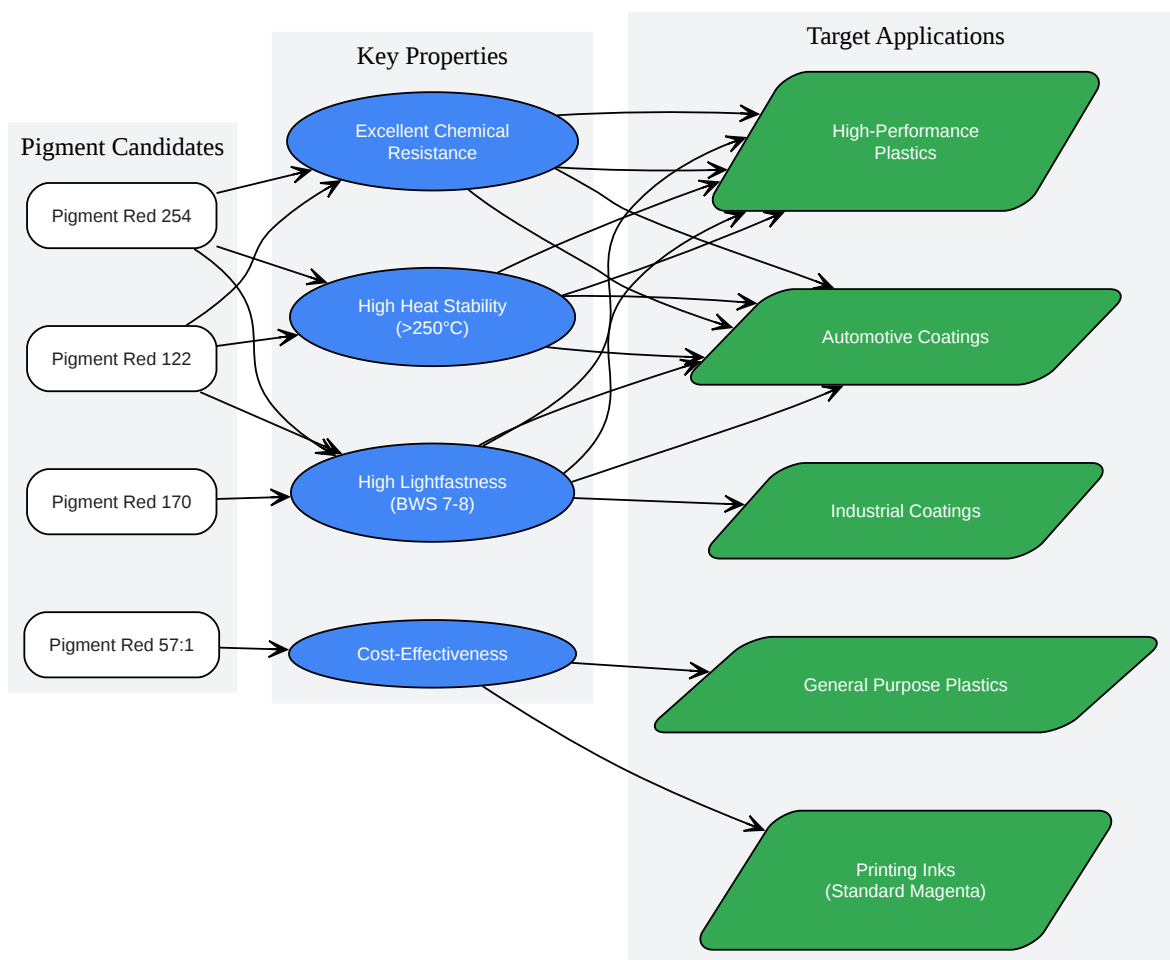 Pigment Candidates
Pigment Red 254
Pigment Red 122
Pigment Red 170
Pigment Red 57:1
Key Properties
Excellent Chemical
Resistance
High Heat Stability
(>250°C)
High Lightfastness
(BWS 7-8)
Cost-Effectiveness
Target Applications
High-Performance
Plastics
Automotive Coatings
Industrial Coatings
General Purpose Plastics
Printing Inks
(Standard Magenta)